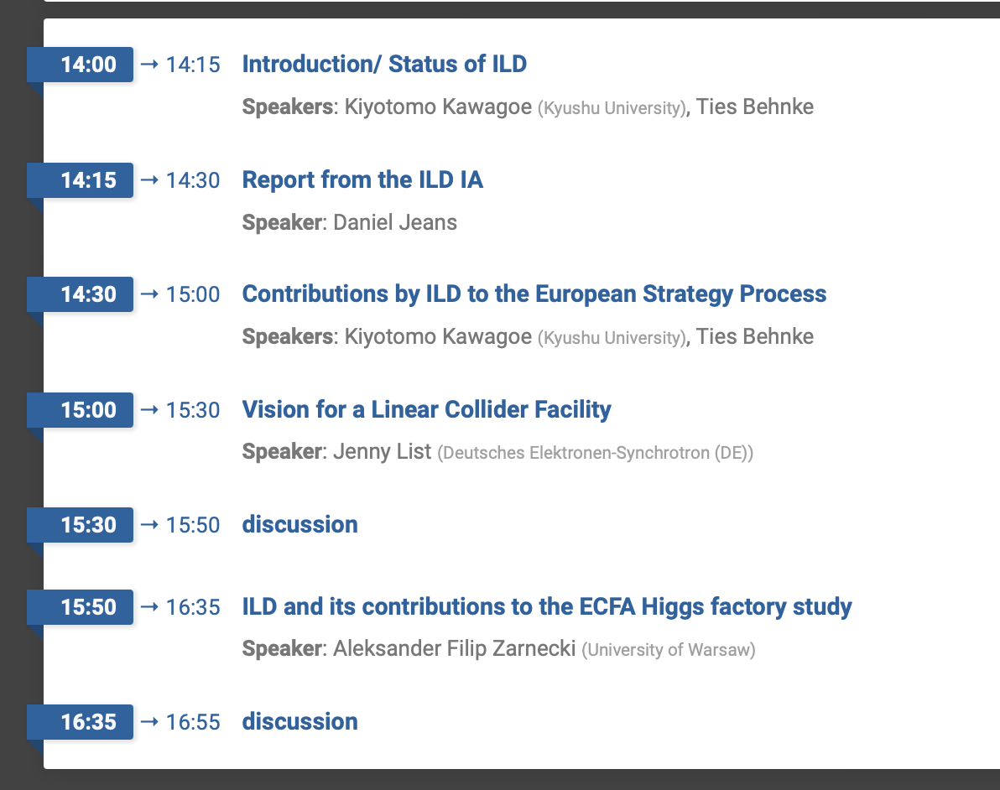 14:00 → 14:15 Introduction/ Status of ILD
Speakers: Kiyotomo Kawagoe (Kyushu University), Ties Behnke
14:15 → 14:30 Report from the ILD IA
Speaker: Daniel Jeans
14:30 → 15:00 Contributions by ILD to the European Strategy Process
Speakers: Kiyotomo Kawagoe (Kyushu University), Ties Behnke
15:00 → 15:30 Vision for a Linear Collider Facility
Speaker: Jenny List (Deutsches Elektronen-Synchrotron (DE))
15:30 → 15:50 discussion
15:50 → 16:35 ILD and its contributions to the ECFA Higgs factory study
Speaker: Aleksander Filip Zarnecki (University of Warsaw)
16:35 → 16:55 discussion